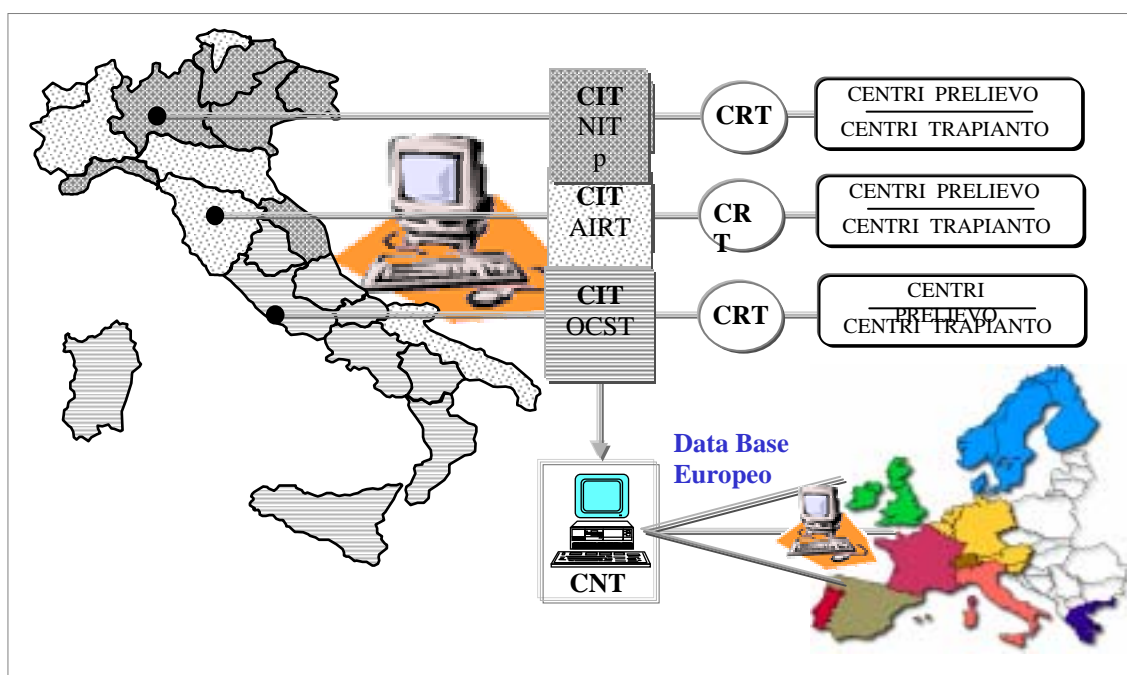 CIT
NIT
p
CRT
CENTRI PRELIEVO
CENTRI TRAPIANTO
CIT
AIRT
CR
T
CENTRI PRELIEVO
CENTRI TRAPIANTO
CIT
OCST
CRT
CENTRI
PRELIEVO
CENTRI TRAPIANTO
Data Base
Europeo
CNT